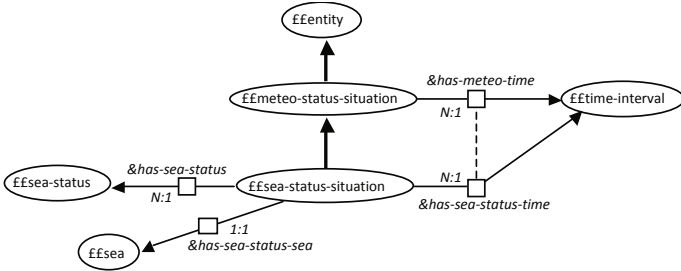 ££entity
&has-meteo-time
££meteo-status-situation
££time-interval
N:1
&has-sea-status
N:1
££sea-status
££sea-status-situation
N:1
&has-sea-status-time
1:1
&has-sea-status-sea
££sea